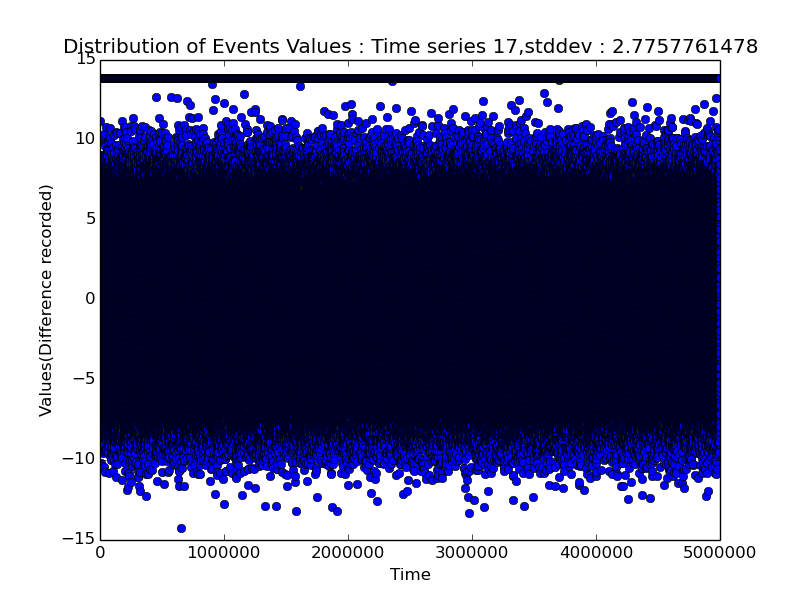 Distribution of Events Values : Time series 17,stddev : 2.7757761478
15
10
5
0
−5
−10
−15
Values(Difference recorded)
0 1000000 2000000 3000000 4000000 5000000
Time